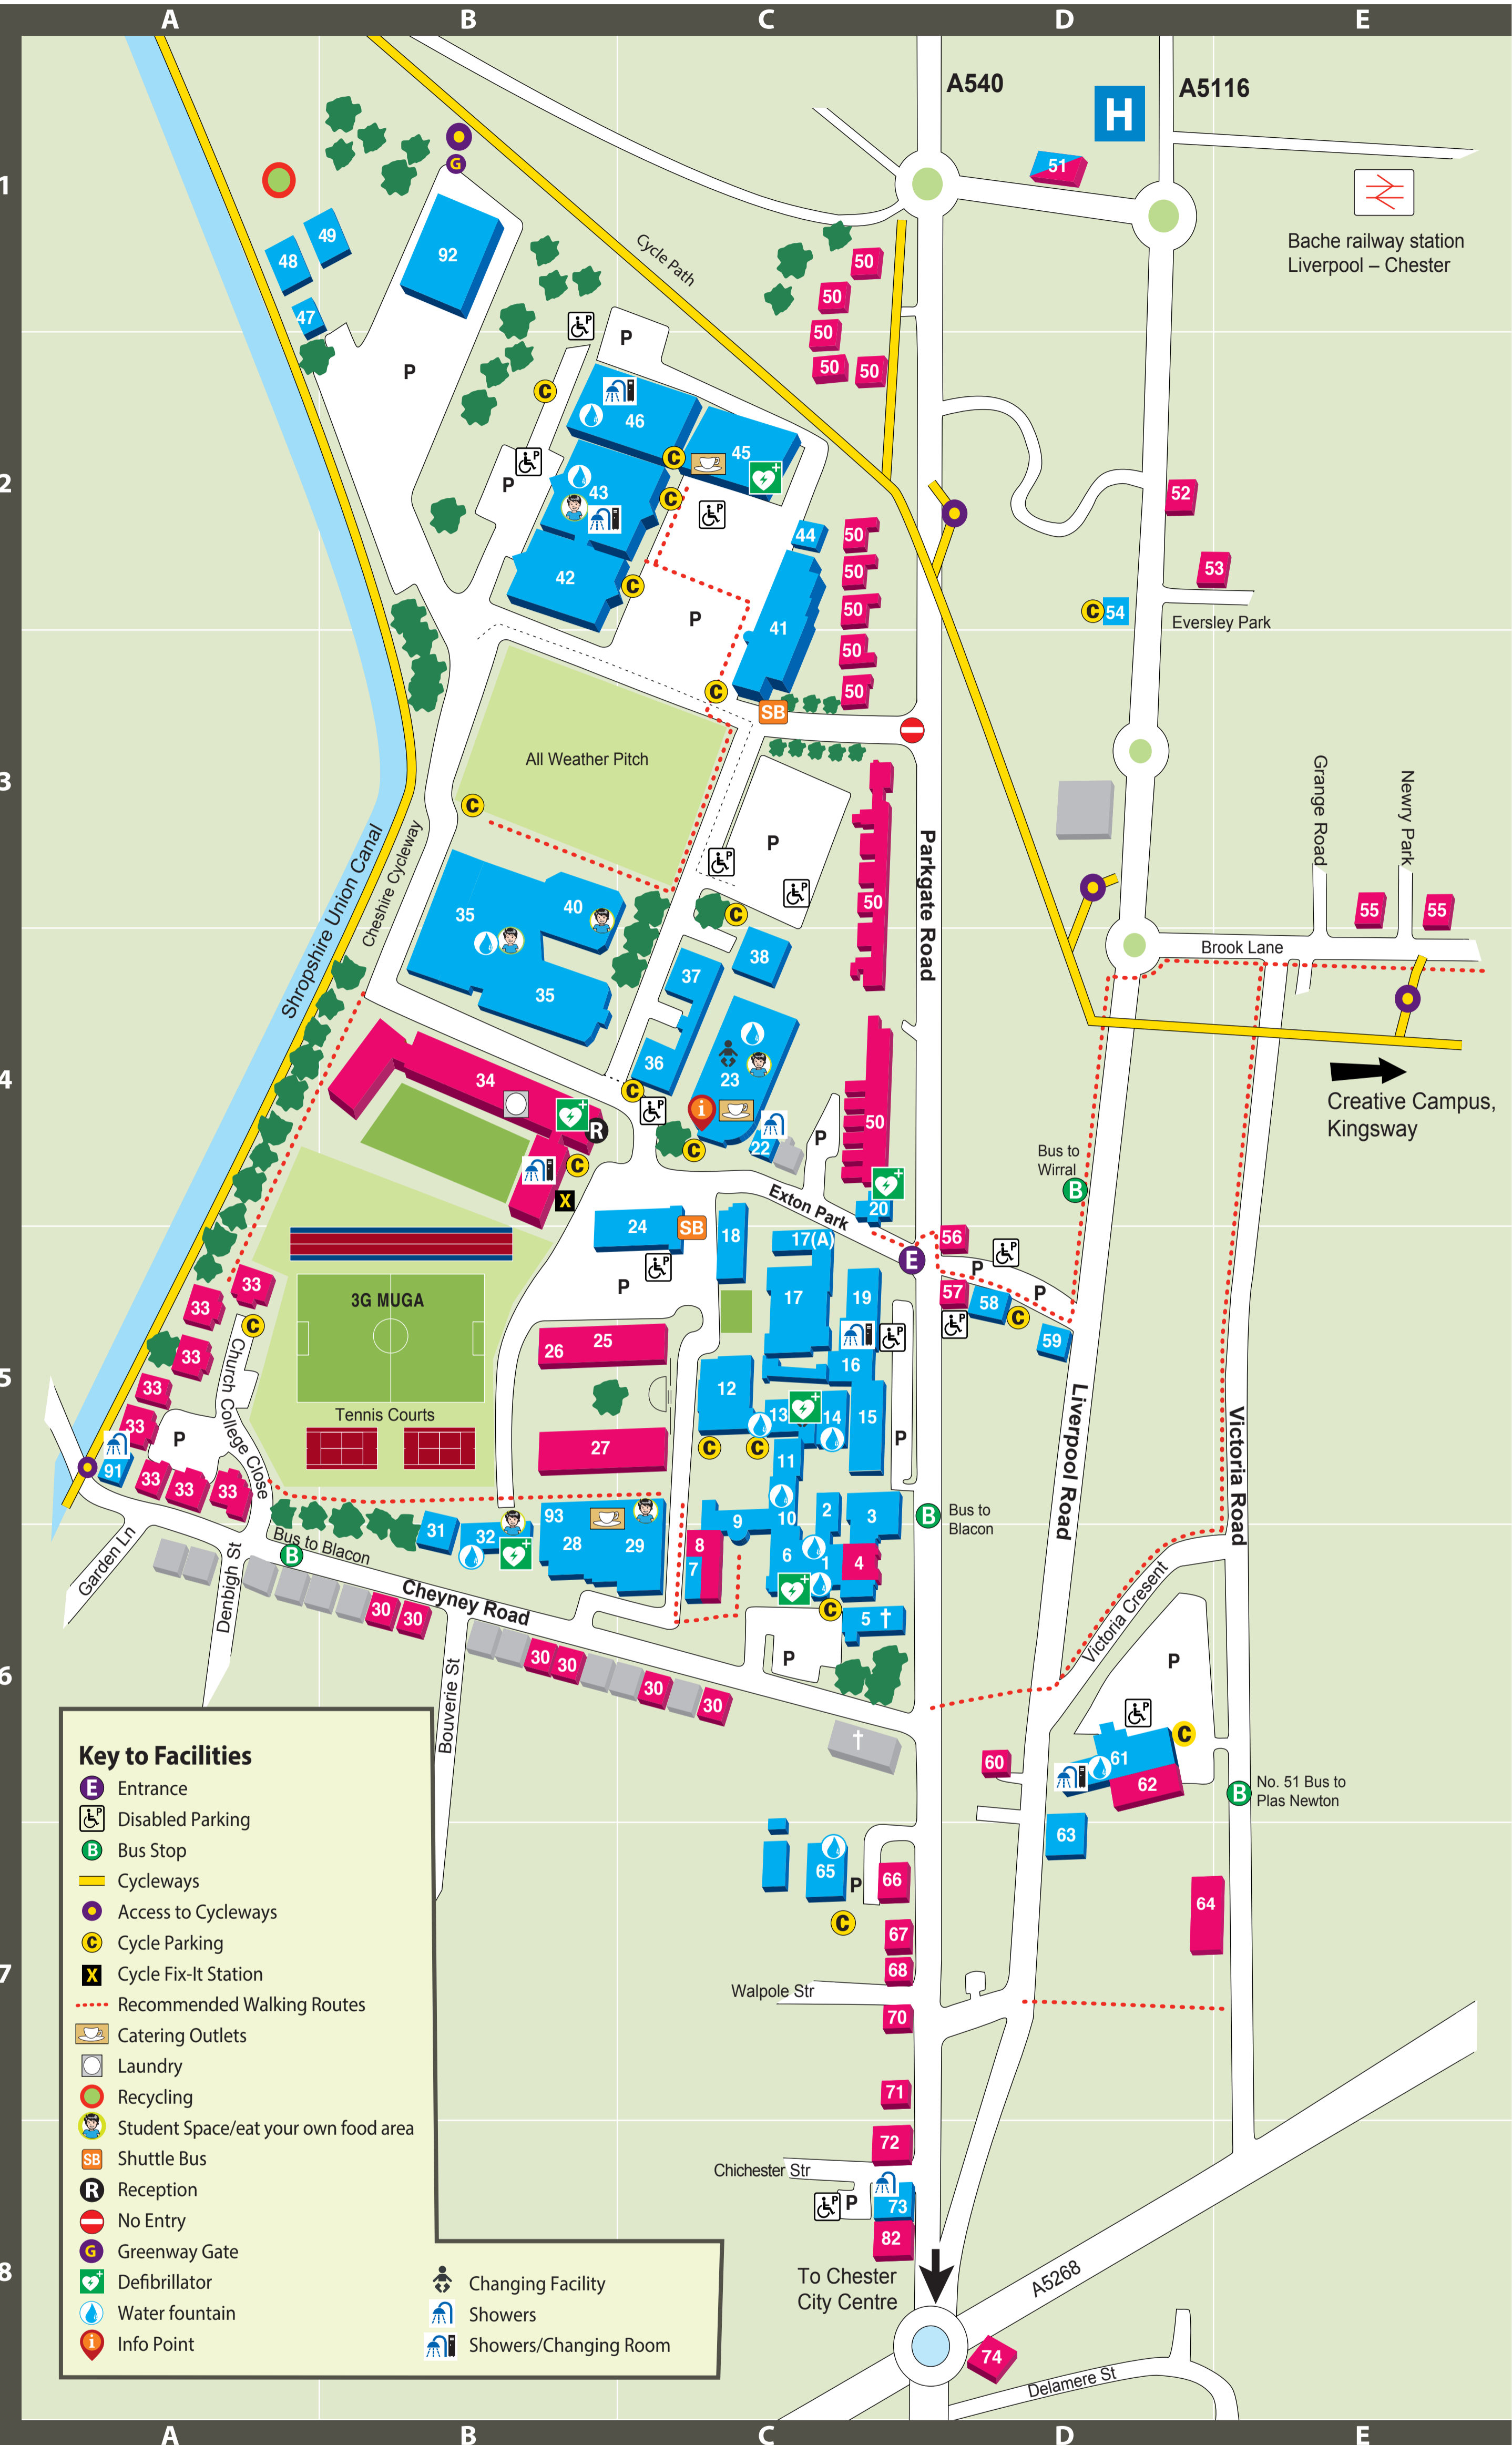 A B C D E
A540
A5116
H
G
51
1
Bache railway station
Liverpool – Chester
49
48
47
92
Cycle Path
50
50
50
50
50
P
P
C
46
45
C
2
P
43
C
44
50
52
42
C
50
53
P
41
50
C 54
Eversley Park
50
C
50
SB
All Weather Pitch
3
C
P
Grange Road
Newry Park
Shropshire Union Canal
Cheshire Cycleway
Parkgate Road
35
40
C
50
55
55
38
Brook Lane
37
35
36
23
34
C
4
Creative Campus,
Kingsway
i
R
C
C
22
P
50
Bus to
Wirral
B
X
Exton Park
20
24
SB
18
17(A)
E
56
P
P
57
58
C
59
33
33
33
33
33
33
33
33
C
3G MUGA
P
17
19
26
25
16
5
Church College Close
Tennis Courts
12
13
14
15
P
P
C
C
27
11
Liverpool Road
Victoria Road
91
31
32
93
28
29
9
10
2
3
B
Bus to
Blacon
Bus to Blacon
B
8
7
6
1
4
Garden Ln
Denbigh St
Cheyney Road
30
30
C
5
Victoria Cresent
30
30
30
30
P
P
6
Bouverie St
C
60
61
62
B
No. 51 Bus to
Plas Newton
63
65
P
66
C
64
67
7
68
Walpole Str
70
71
72
Chichester Str
P
73
82
8
To Chester
City Centre
A5268
74
Delamere St
Key to Facilities
E Entrance
P Disabled Parking
B Bus Stop
Cycleways
Access to Cycleways
C Cycle Parking
X Cycle Fix-It Station
Recommended Walking Routes
Catering Outlets
Laundry
Recycling
Student Space/eat your own food area
SB Shuttle Bus
R Reception
No Entry
G Greenway Gate
Defibrillator
Water fountain
i Info Point
Changing Facility
Showers
Showers/Changing Room
A B C D E